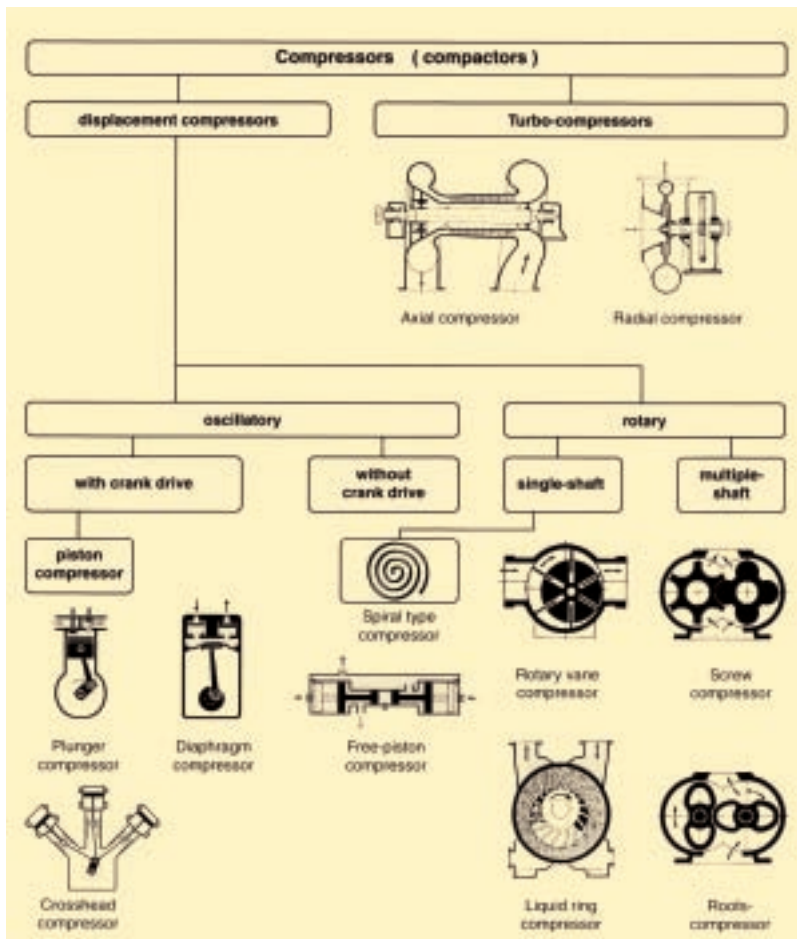 Compressors ( compactors )
displacement compressors
Turbo-compressors
Axial compressor
Radial compressor
oscillatory
rotary
with crank drive
without
crank drive
single-shaft
multiple-
shaft
piston
compressor
Spiral type
compressor
Plunger
compressor
Diaphragm
compressor
Free-piston
compressor
Rotary vane
compressor
Screw
compressor
Crosshead
compressor
Liquid ring
compressor
Roots-
compressor